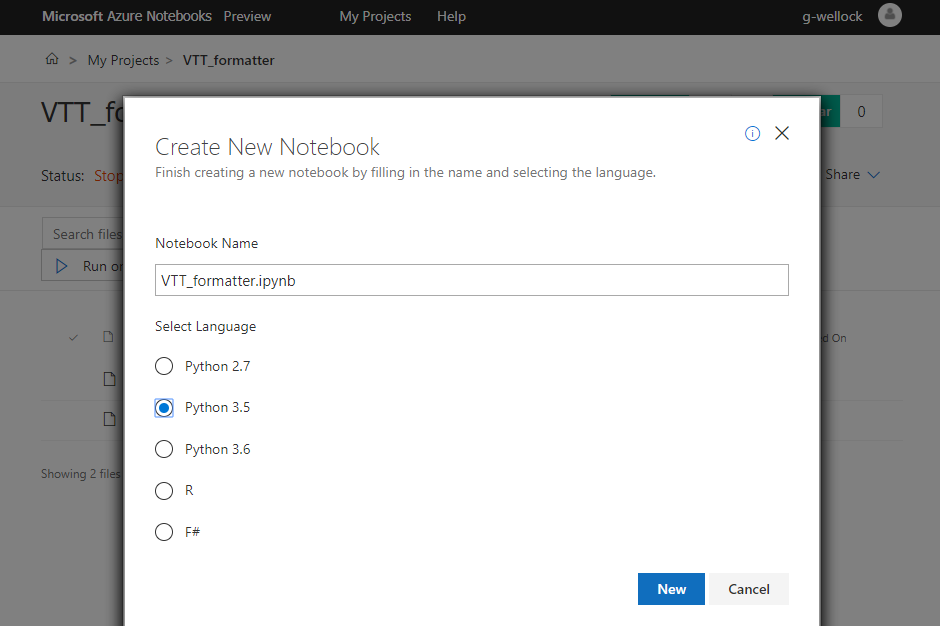 Microsoft Azure Notebooks Preview My Projects Help g-wellock
> My Projects > VTT_formatter
VTT_fo
ar 0
Create New Notebook
Finish creating a new notebook by filling in the name and selecting the language.
Status: Stop
Share
Search files
Notebook Name
Run on
VTT_formatter.ipynb
Select Language
d On
Python 2.7
Python 3.5
Python 3.6
Showing 2 files
R
F#
New Cancel